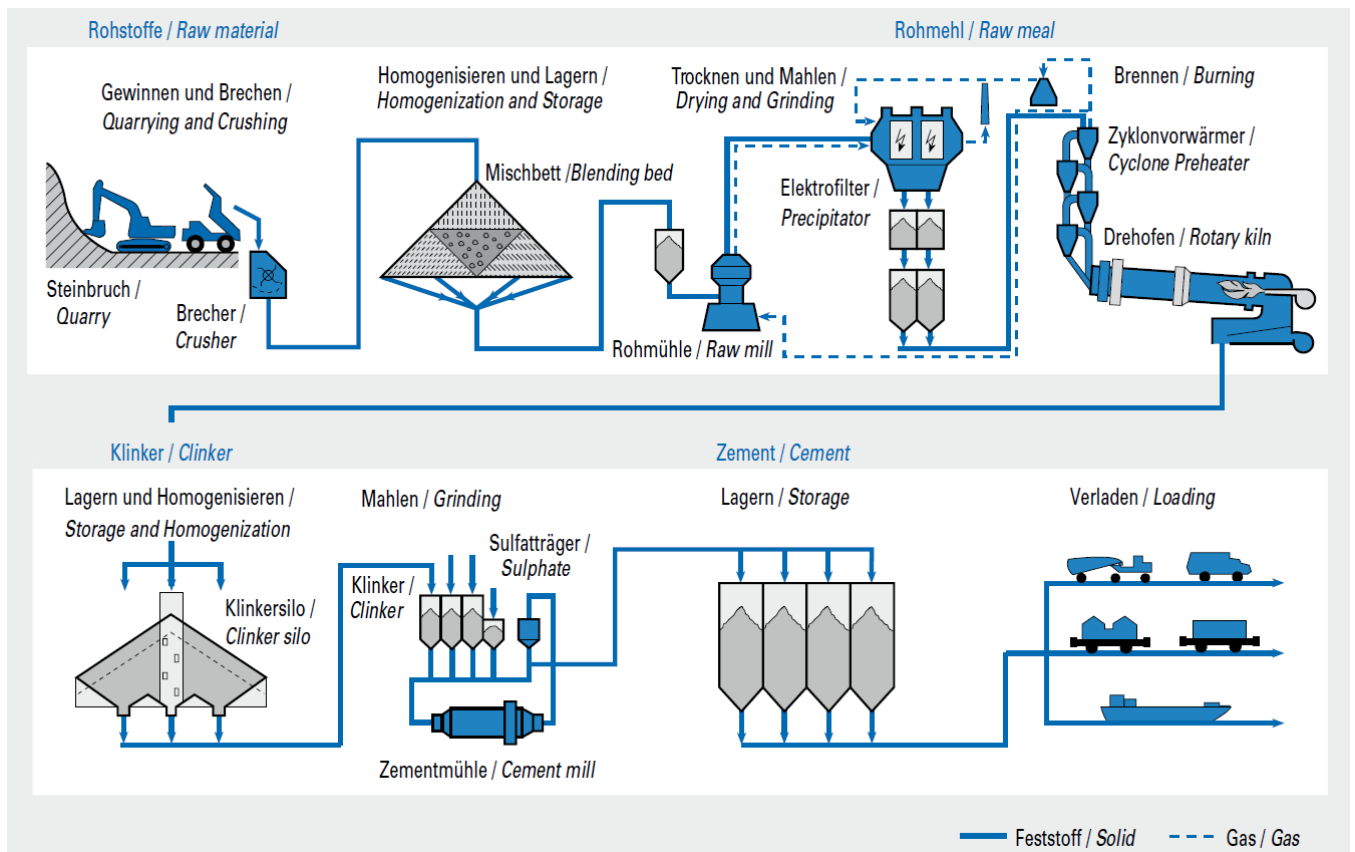 Rohstoffe / Raw material
Rohmehl / Raw meal
Gewinnen und Brechen /
Quarrying and Crushing
Homogenisieren und Lagern /
Homogenization and Storage
Trocknen und Mahlen /
Drying and Grinding
Brennen / Burning
Zyklonvorwärmer /
Cyclone Preheater
Mischbett /Blending bed
Elektrofilter /
Precipitator
Drehofen / Rotary kiln
Steinbruch /
Quarry
Brecher /
Crusher
Rohmühle / Raw mill
Klinker / Clinker
Zement / Cement
Lagern und Homogenisieren /
Storage and Homogenization
Mahlen / Grinding
Lagern / Storage
Verladen / Loading
Sulfatträger /
Sulphate
Klinker /
Clinker
Klinkersilo /
Clinker silo
Zementmühle / Cement mill
Feststoff / Solid
Gas / Gas